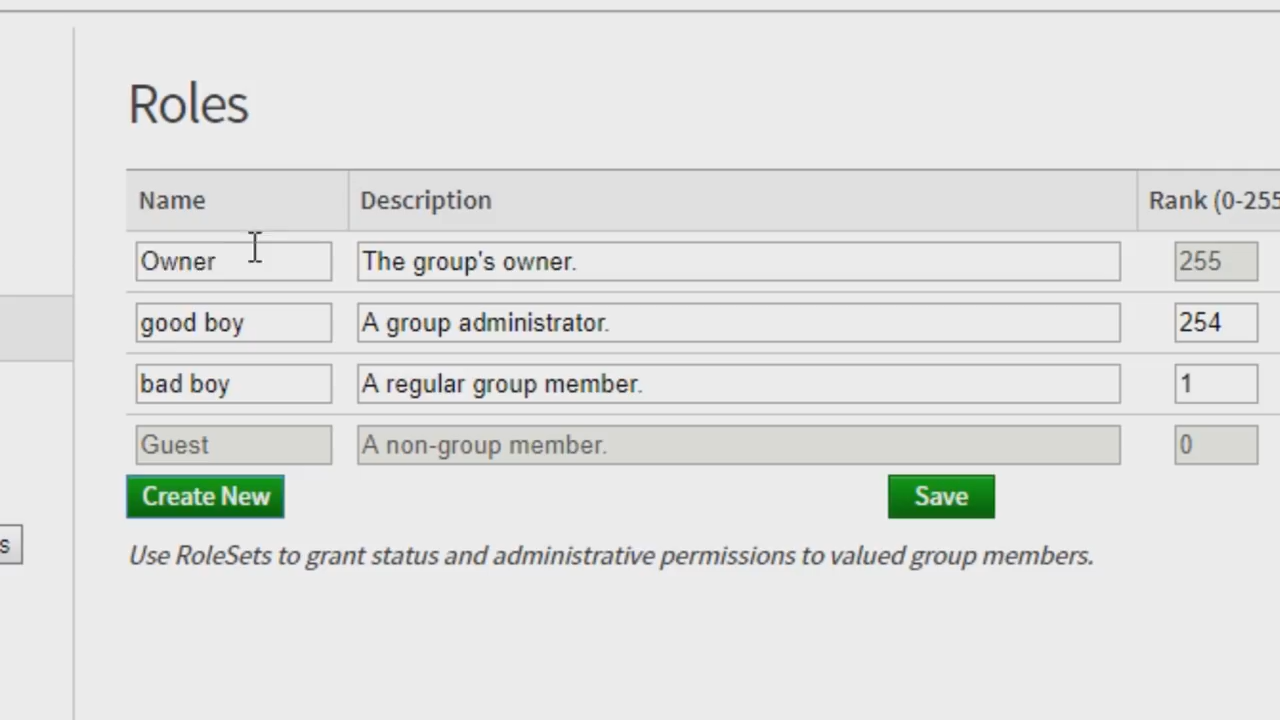 Roles
Name Description Rank (0-255
Owner The group's owner. 255
good boy A group administrator. 254
bad boy A regular group member. 1
Guest A non-group member. 0
Create New Save
s
Use RoleSets to grant status and administrative permissions to valued group members.